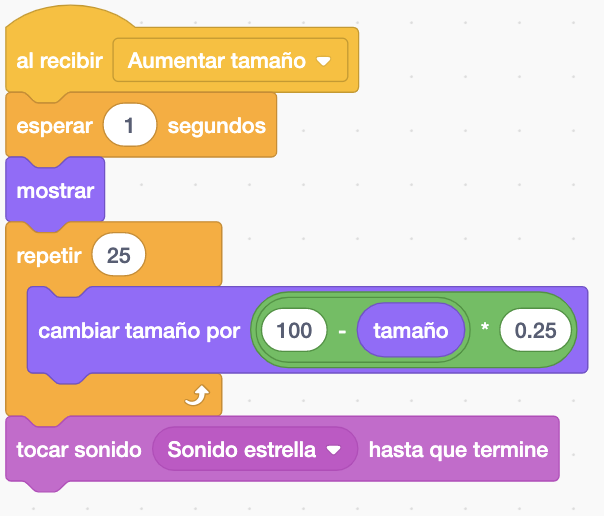 al recibir Aumentar tamaño
esperar 1 segundos
mostrar
repetir 25
cambiar tamaño por 100 - tamaño * 0.25
tocar sonido Sonido estrella hasta que termine